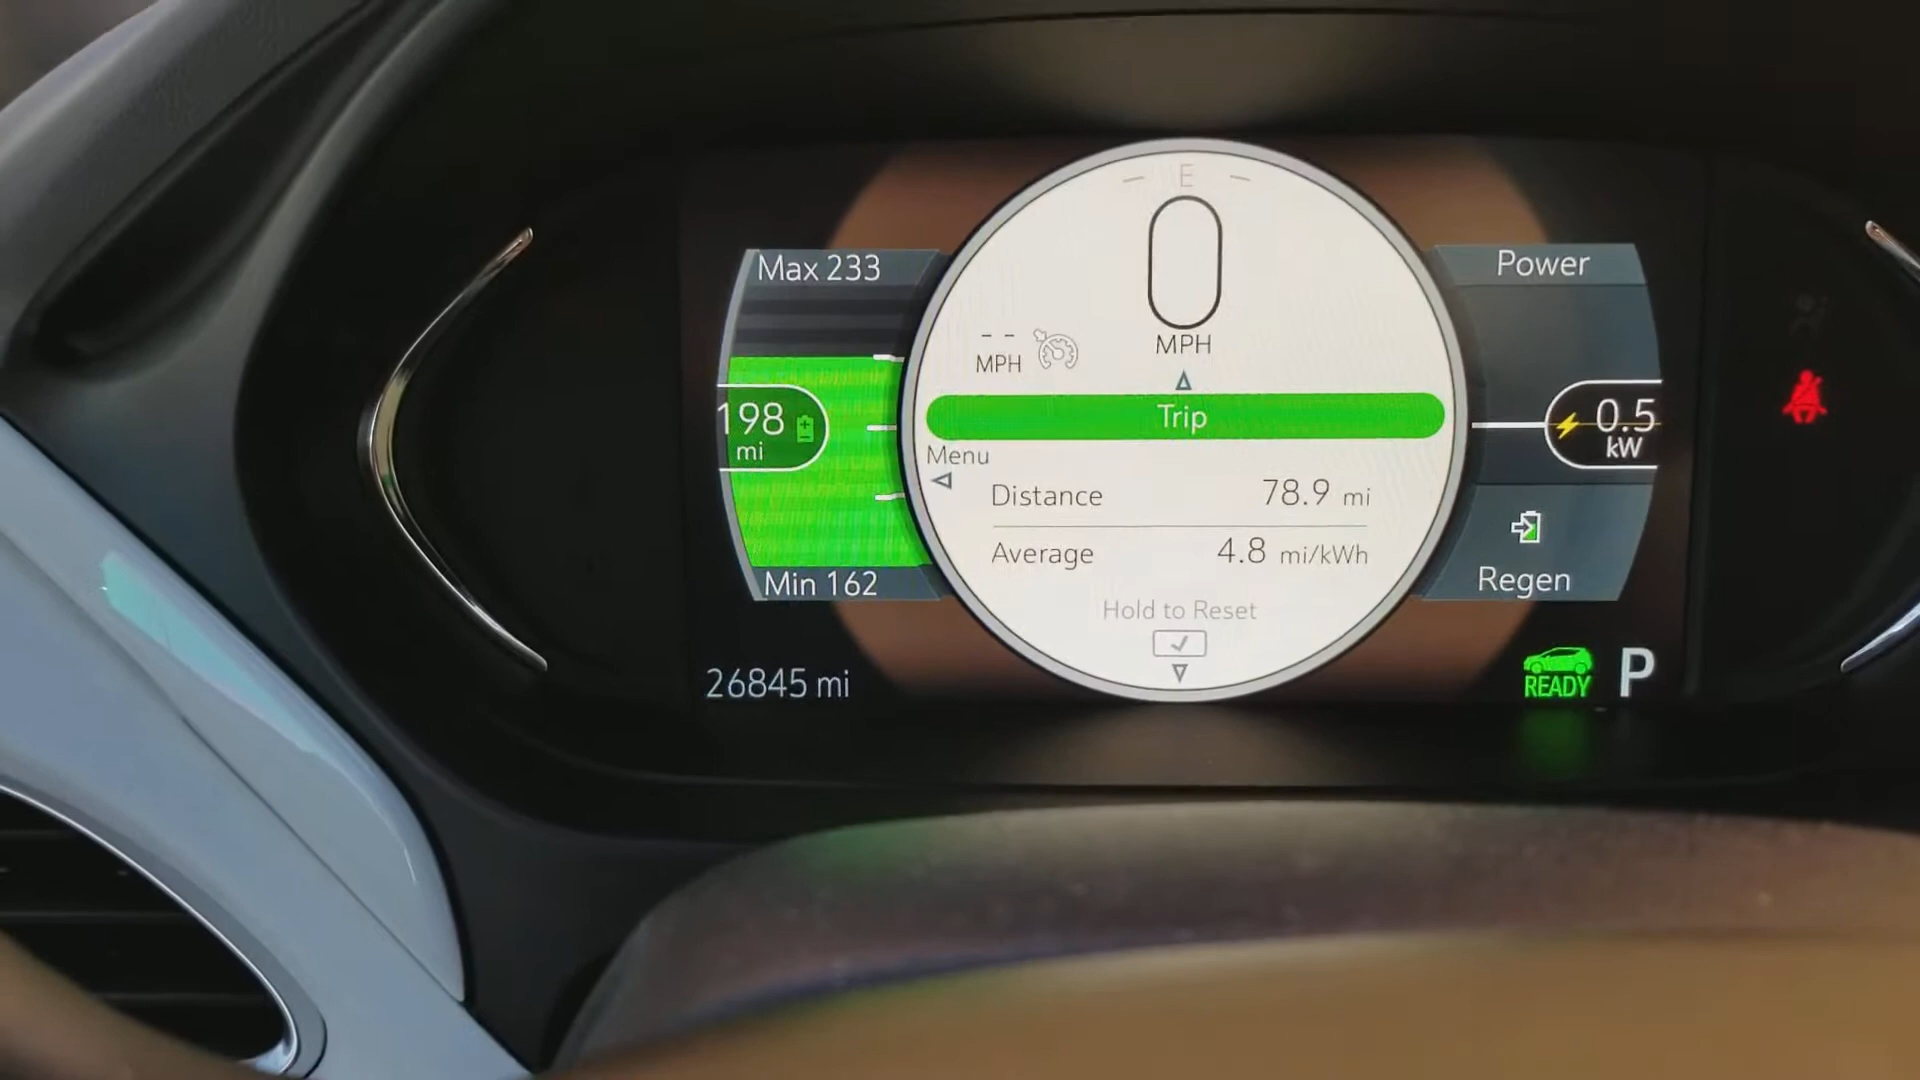 E
0
MPH
-- MPH
Max 233
198 mi
Min 162
Trip
Menu
Distance 78.9 mi
Average 4.8 mi/kWh
Hold to Reset
Power
0.5 kW
Regen
26845 mi
READY P